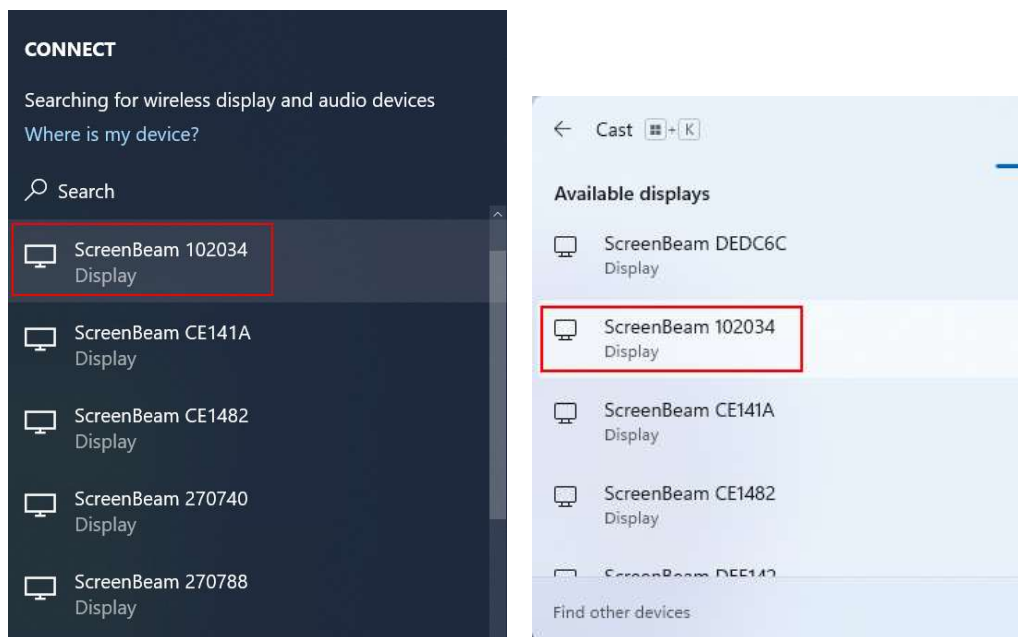 CONNECT
Searching for wireless display and audio devices
Where is my device?
Search
ScreenBeam 102034
Display
ScreenBeam CE141A
Display
ScreenBeam CE1482
Display
ScreenBeam 270740
Display
ScreenBeam 270788
Display
Cast + K
Available displays
ScreenBeam DEDC6C
Display
ScreenBeam 102034
Display
ScreenBeam CE141A
Display
ScreenBeam CE1482
Display
ScreenBeam
Find other devices